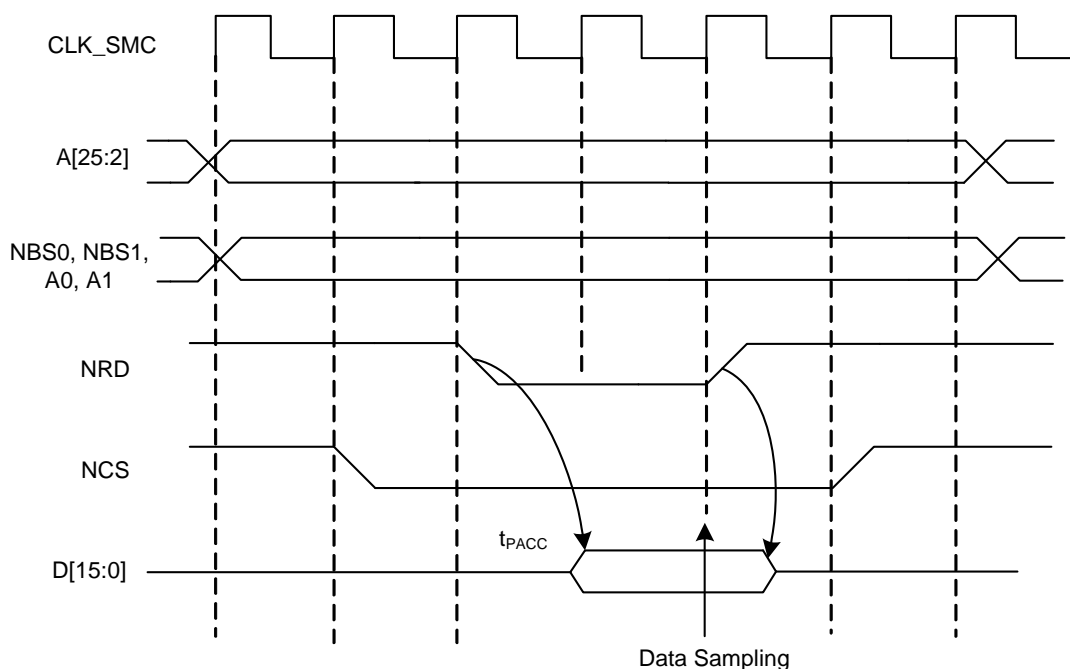 CLK_SMC
A[25:2]
NBS0, NBS1,
A0, A1
NRD
NCS
tPACC
D[15:0]
Data Sampling